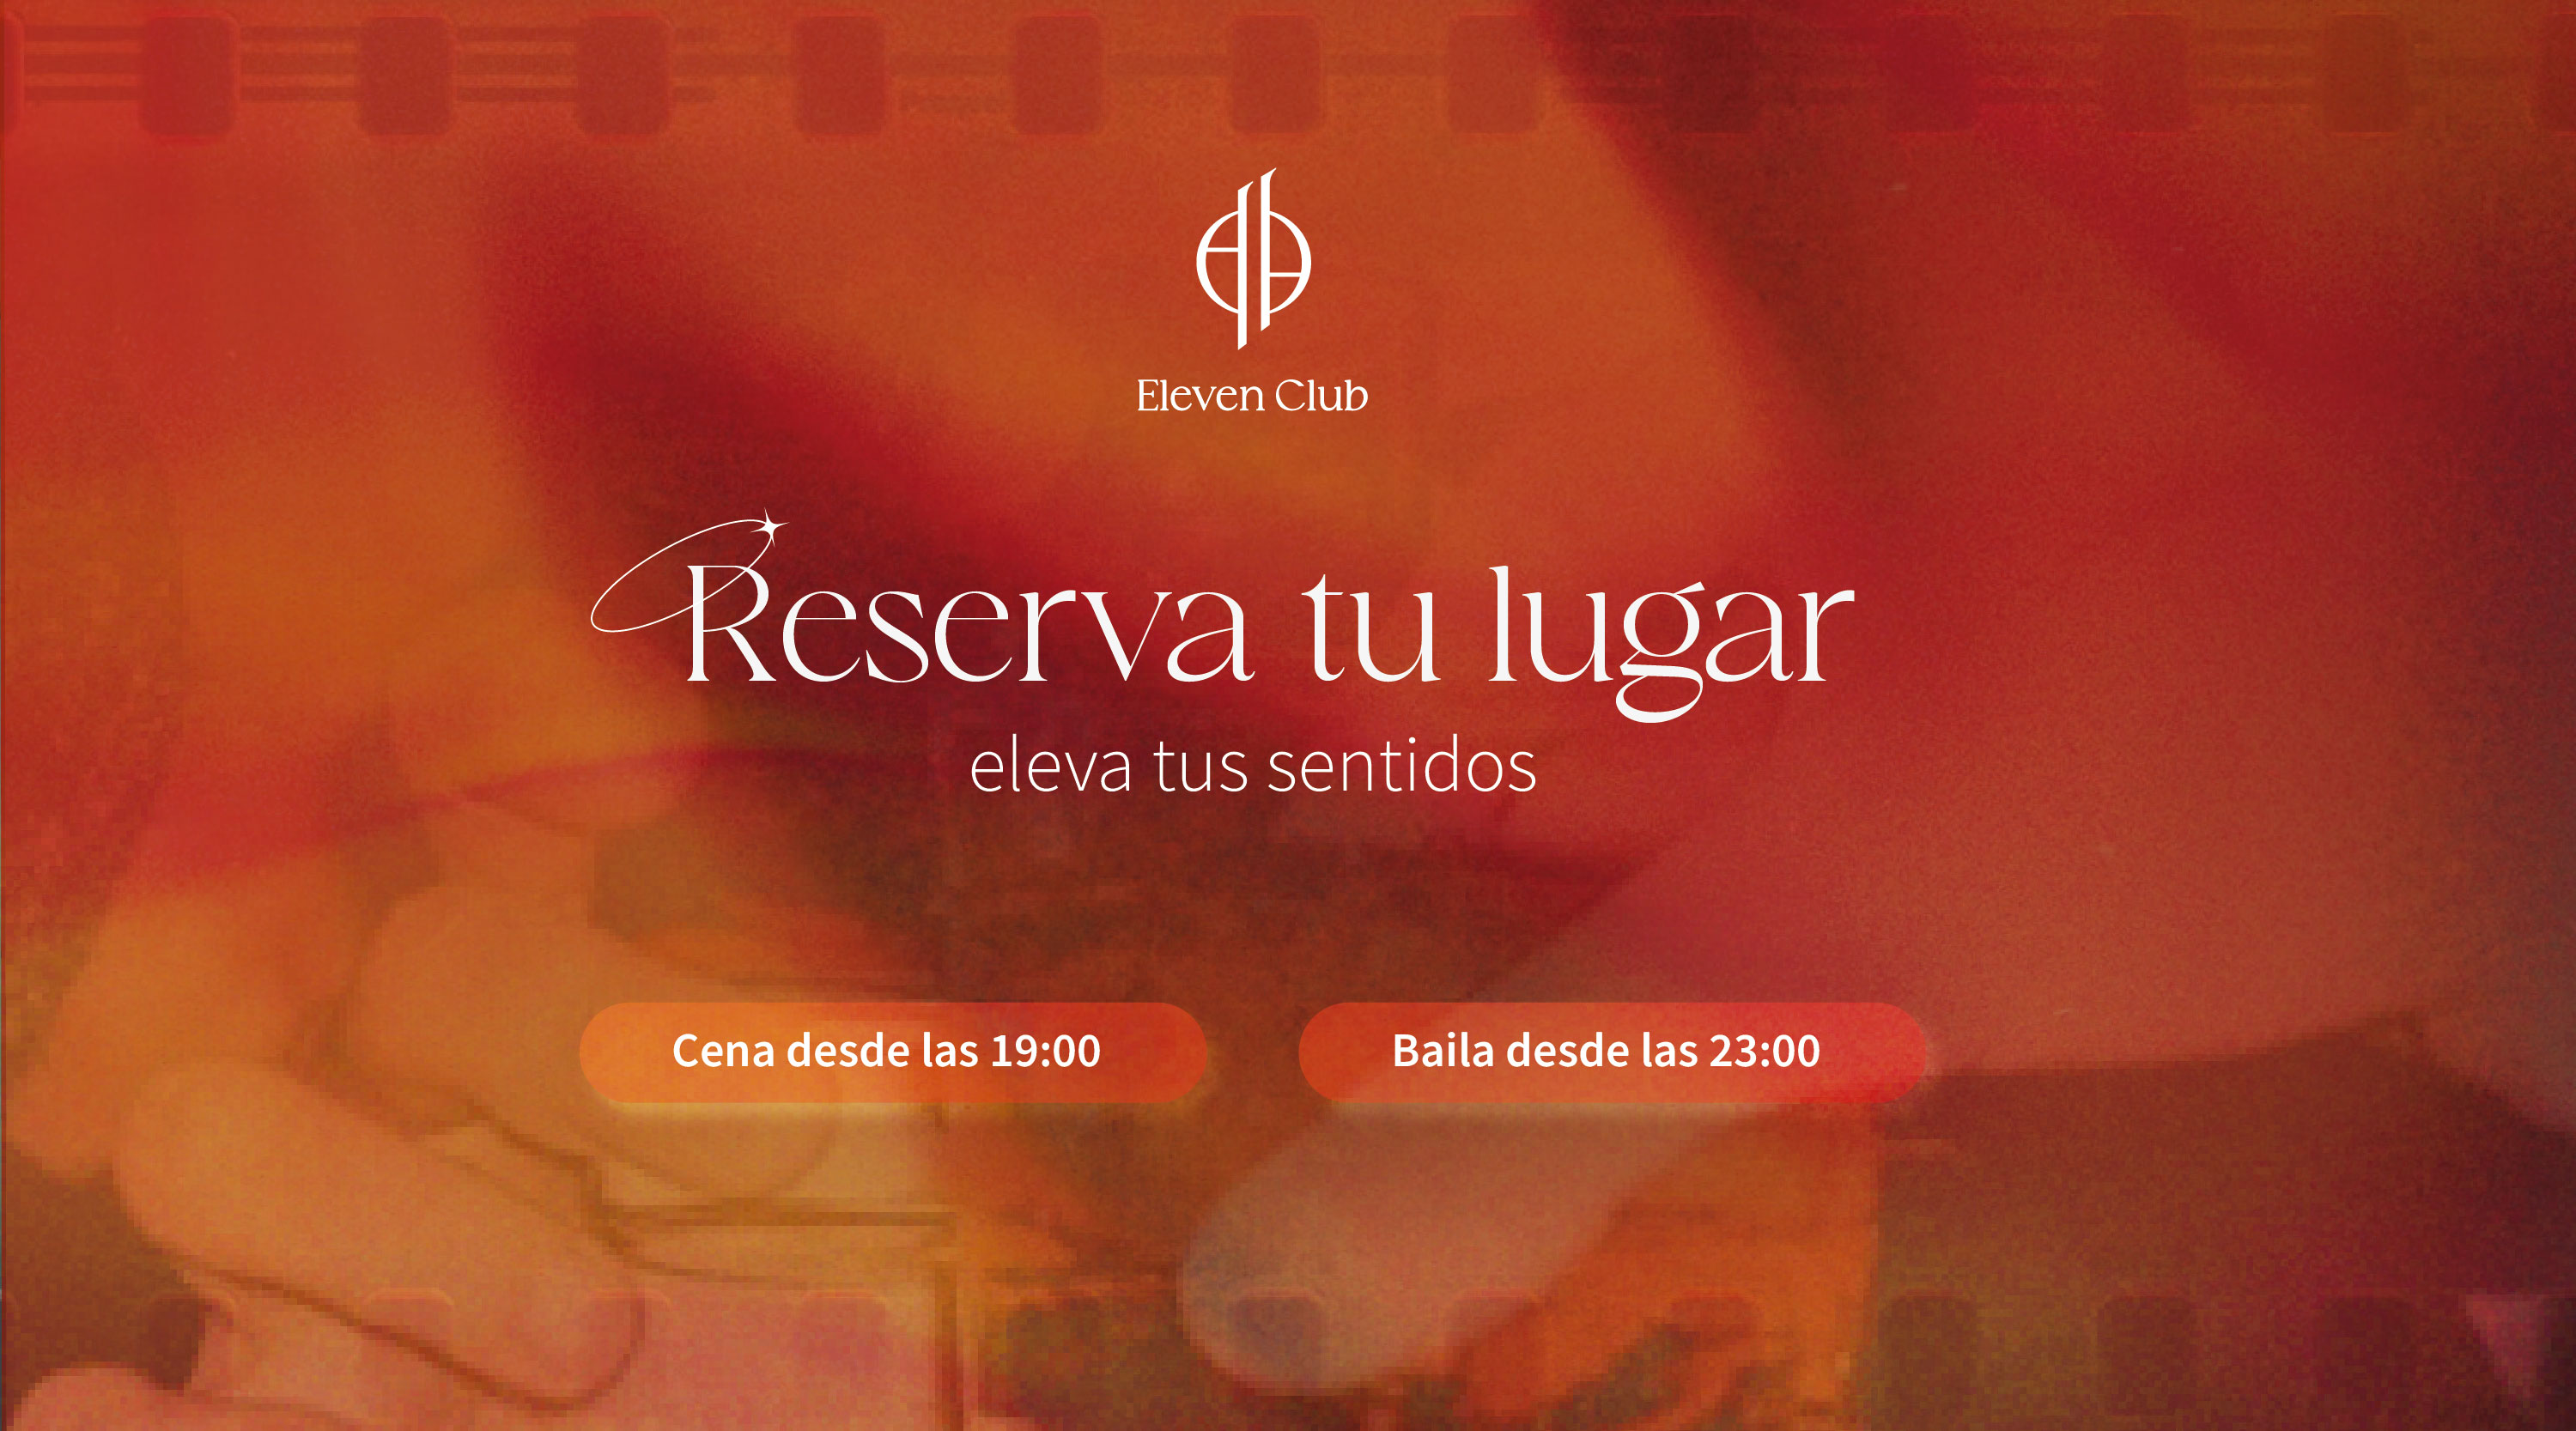 Eleven Club
Reserva tu lugar
eleva tus sentidos
Cena desde las 19:00
Baila desde las 23:00